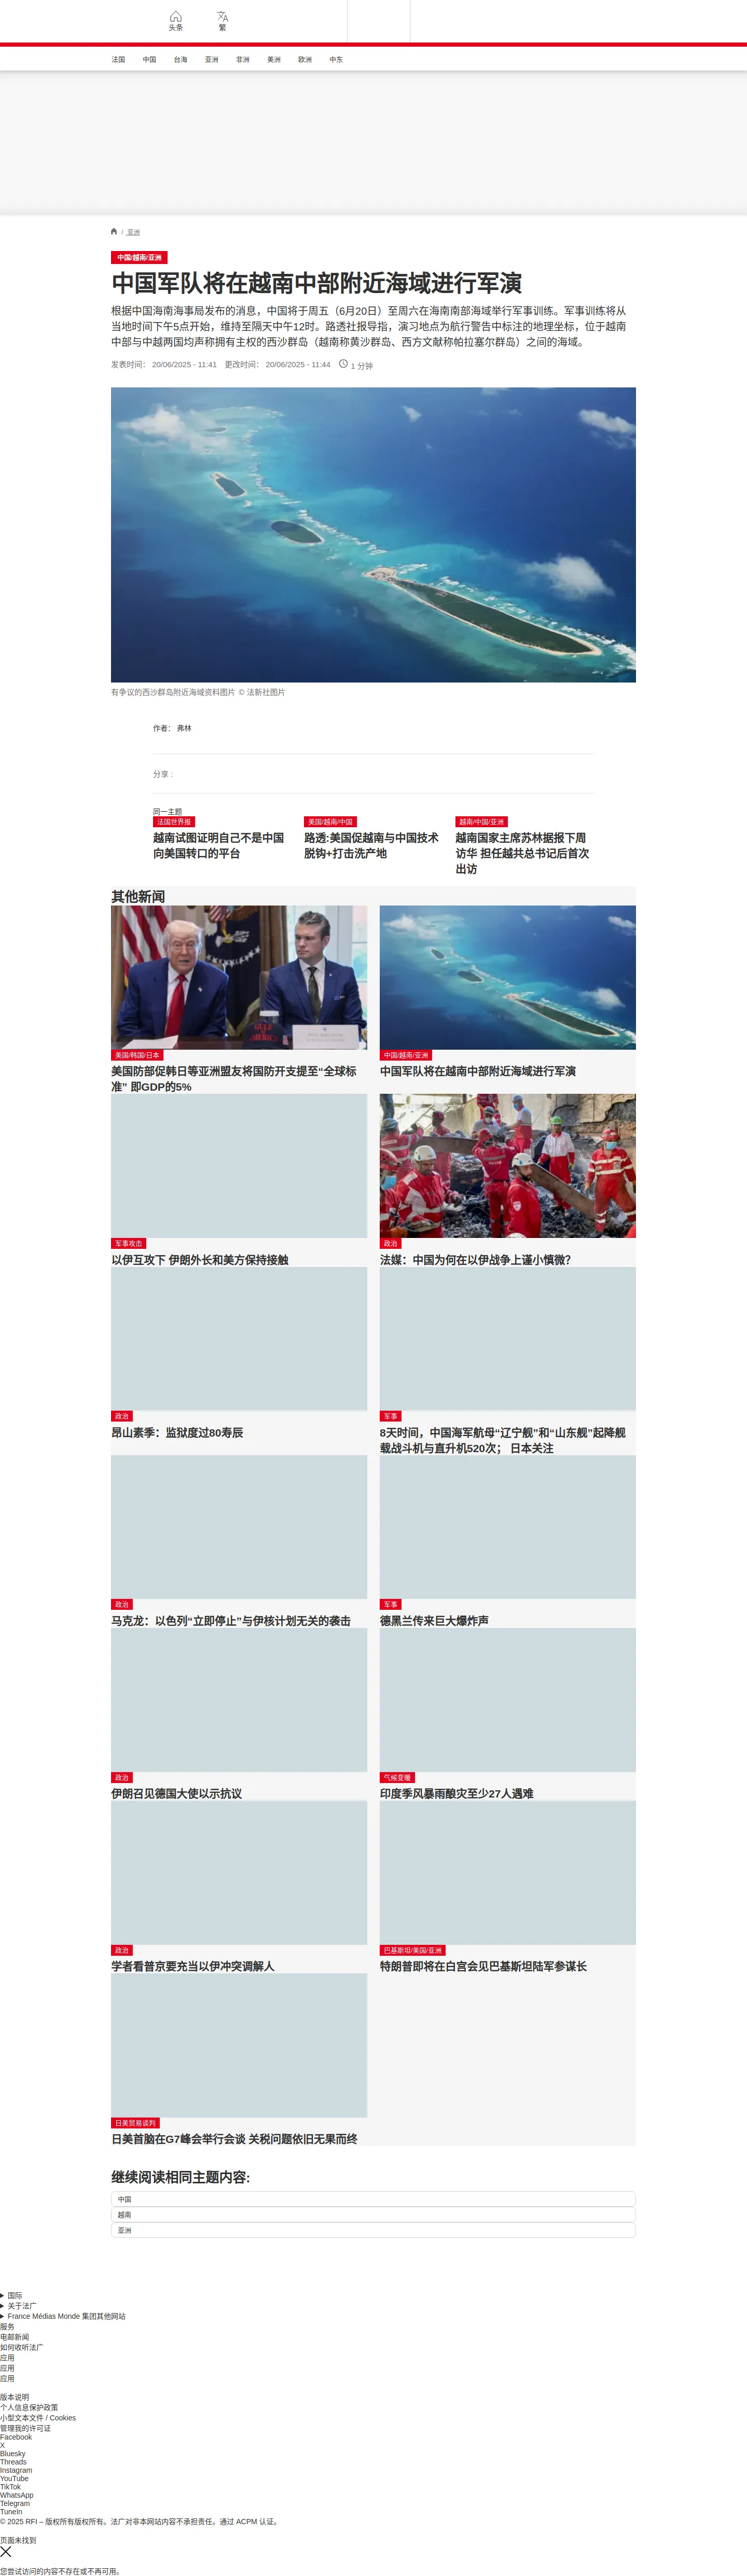 头条
繁
法国
中国
台海
亚洲
非洲
美洲
欧洲
中东
/ 亚洲
中国/越南/亚洲
中国军队将在越南中部附近海域进行军演
根据中国海南海事局发布的消息，中国将于周五（6月20日）至周六在海南南部海域举行军事训练。军事训练将从
当地时间下午5点开始，维持至隔天中午12时。路透社报导指，演习地点为航行警告中标注的地理坐标，位于越南
中部与中越两国均声称拥有主权的西沙群岛（越南称黄沙群岛、西方文献称帕拉塞尔群岛）之间的海域。
发表时间： 20/06/2025 - 11:41 更改时间： 20/06/2025 - 11:44 1 分钟
有争议的西沙群岛附近海域资料图片 © 法新社图片
作者： 弗林
分享 :
同一主题
法国世界报
越南试图证明自己不是中国
向美国转口的平台
美国/越南/中国
路透:美国促越南与中国技术
脱钩+打击洗产地
越南/中国/亚洲
越南国家主席苏林据报下周
访华 担任越共总书记后首次
出访
其他新闻
美国/韩国/日本
美国防部促韩日等亚洲盟友将国防开支提至“全球标
准” 即GDP的5%
中国/越南/亚洲
中国军队将在越南中部附近海域进行军演
军事攻击
以伊互攻下 伊朗外长和美方保持接触
政治
法媒：中国为何在以伊战争上谨小慎微？
政治
昂山素季：监狱度过80寿辰
军事
8天时间，中国海军航母“辽宁舰”和“山东舰”起降舰
载战斗机与直升机520次； 日本关注
政治
马克龙：以色列“立即停止”与伊核计划无关的袭击
军事
德黑兰传来巨大爆炸声
政治
伊朗召见德国大使以示抗议
气候变暖
印度季风暴雨酿灾至少27人遇难
政治
学者看普京要充当以伊冲突调解人
巴基斯坦/美国/亚洲
特朗普即将在白宫会见巴基斯坦陆军参谋长
日美贸易谈判
日美首脑在G7峰会举行会谈 关税问题依旧无果而终
继续阅读相同主题内容:
中国
越南
亚洲
国际
关于法广
France Médias Monde 集团其他网站
服务
电邮新闻
如何收听法广
应用
应用
应用
版本说明
个人信息保护政策
小型文本文件 / Cookies
管理我的许可证
Facebook
X
Bluesky
Threads
Instagram
YouTube
TikTok
WhatsApp
Telegram
TuneIn
© 2025 RFI – 版权所有版权所有。法广对非本网站内容不承担责任。通过 ACPM 认证。
页面未找到
您尝试访问的内容不存在或不再可用。